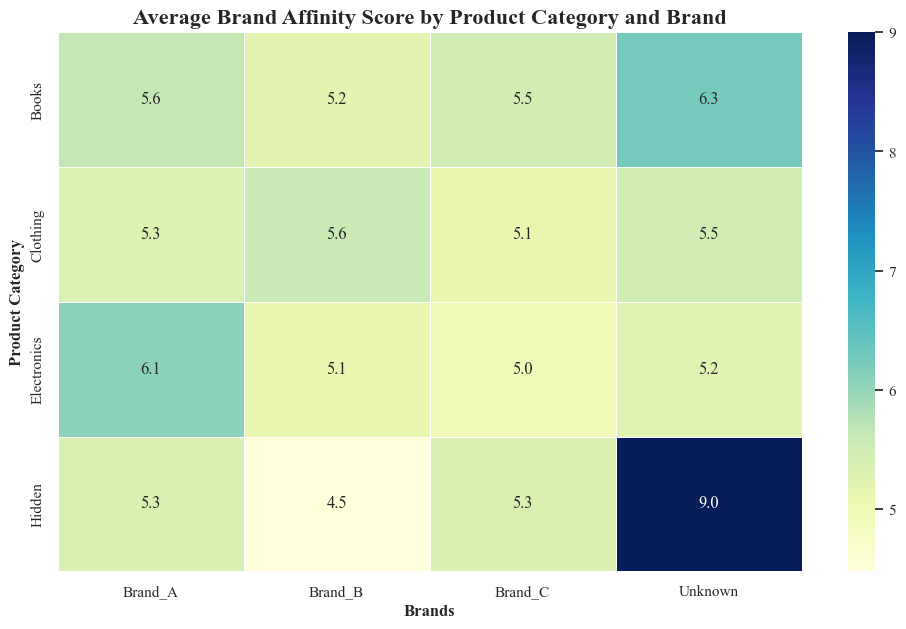 Average Brand Affinity Score by Product Category and Brand
Product Category
Books
5.6 5.2 5.5 6.3
Clothing
5.3 5.6 5.1 5.5
Electronics
6.1 5.1 5.0 5.2
Hidden
5.3 4.5 5.3 9.0
Brand_A Brand_B Brand_C Unknown
Brands
9
8
7
6
5